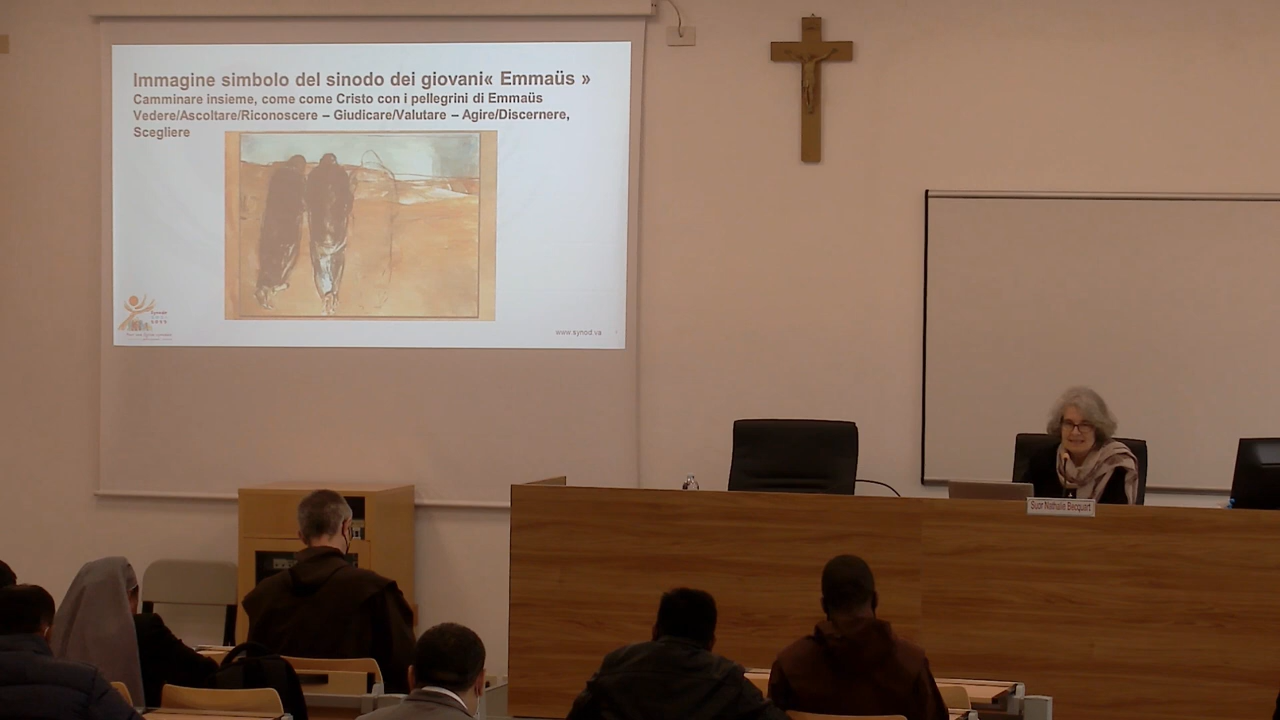 Immagine simbolo del sinodo dei giovani« Emmaüs »
Camminare insieme, come come Cristo con i pellegrini di Emmaüs
Vedere/Ascoltare/Riconoscere – Giudicare/Valutare – Agire/Discernere,
Scegliere
www.synod.va
Suor Nathalie Becquart